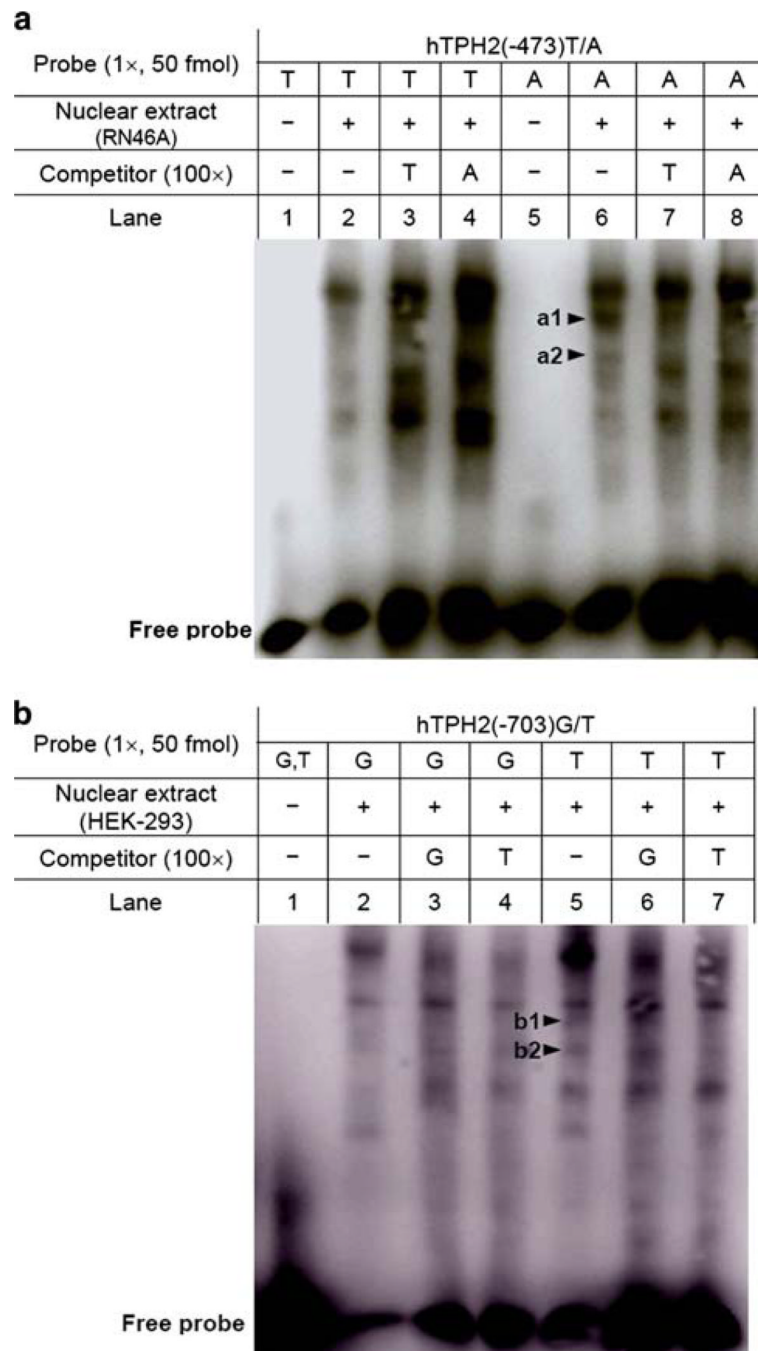 a
hTPH2(-473)T/A
Probe (1×, 50 fmol)
T T T T A A A A
Nuclear extract
(RN46A)
− + + + − + + +
Competitor (100×) − − T A − − T A
Lane 1 2 3 4 5 6 7 8
a1
a2
Free probe
b
hTPH2(-703)G/T
Probe (1×, 50 fmol)
G,T G G G T T T
Nuclear extract
(HEK-293)
− + + + + + +
Competitor (100×) − − G T − G T
Lane 1 2 3 4 5 6 7
b1
b2
Free probe